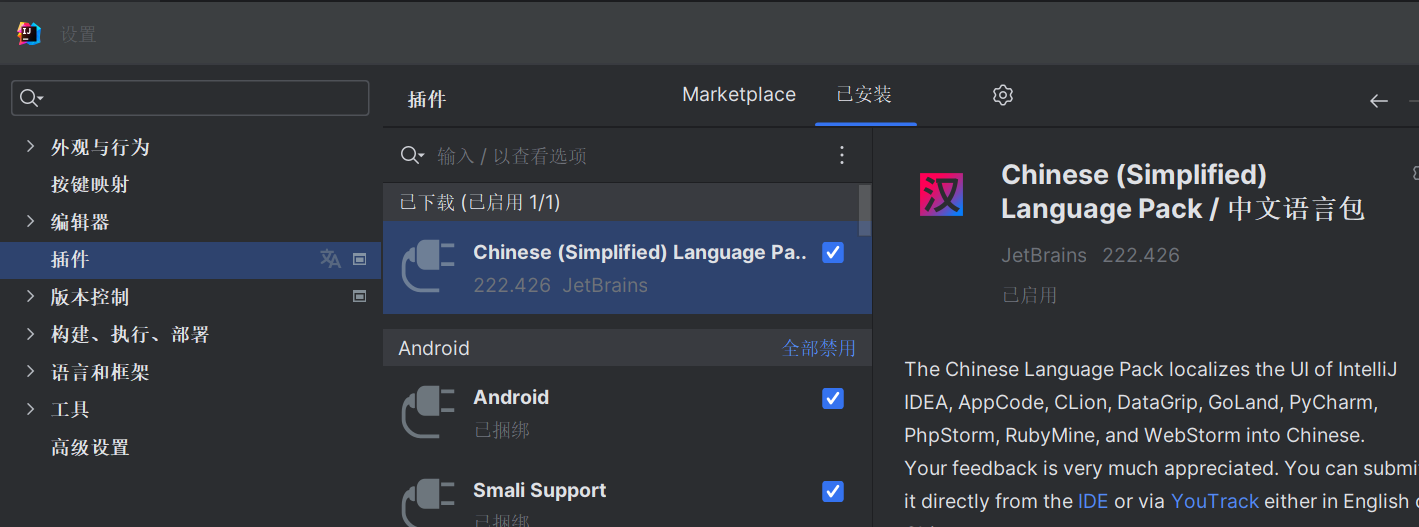 设置
插件
Marketplace
已安装
外观与行为
按键映射
编辑器
插件
版本控制
构建、执行、部署
语言和框架
工具
高级设置
输入 / 以查看选项
已下载 (已启用 1/1)
Chinese (Simplified) Language Pa..
222.426 JetBrains
Android
全部禁用
Android
已捆绑
Smali Support
已捆绑
汉
Chinese (Simplified)
Language Pack / 中文语言包
JetBrains 222.426
已启用
The Chinese Language Pack localizes the UI of IntelliJ
IDEA, AppCode, CLion, DataGrip, GoLand, PyCharm,
PhpStorm, RubyMine, and WebStorm into Chinese.
Your feedback is very much appreciated. You can submi
it directly from the IDE or via YouTrack either in English